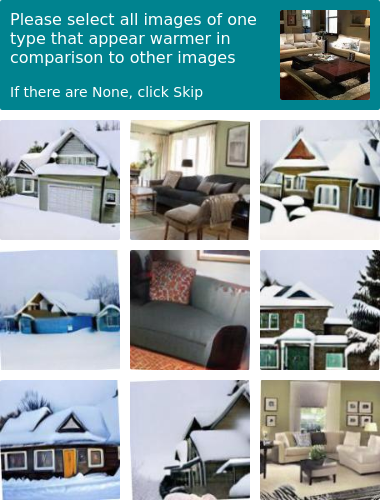 Please select all images of one
type that appear warmer in
comparison to other images
If there are None, click Skip